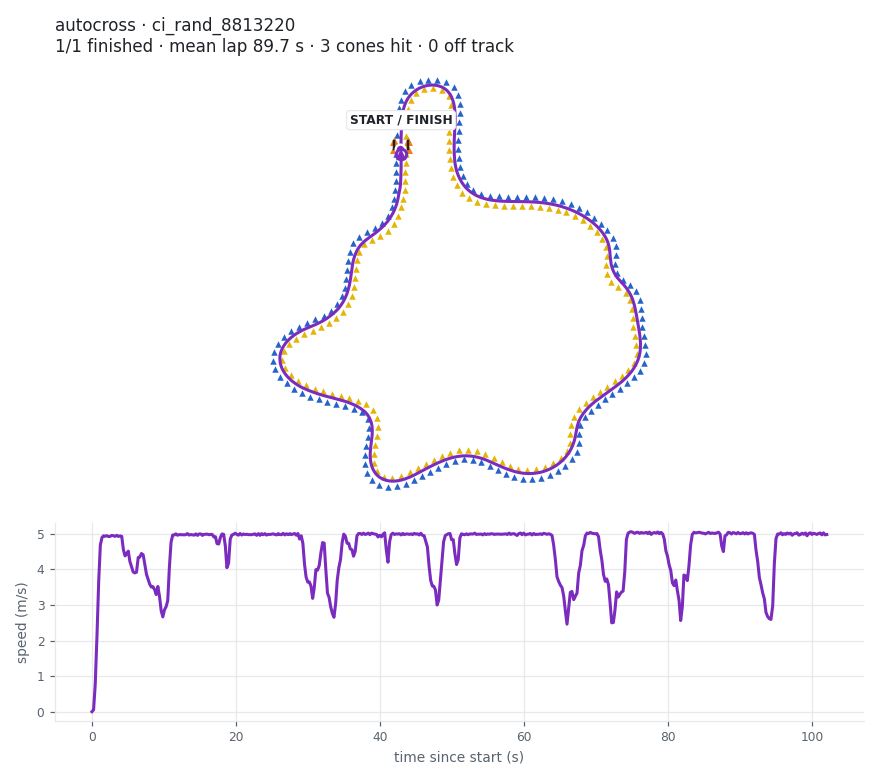 autocross · ci_rand_8813220
1/1 finished · mean lap 89.7 s · 3 cones hit · 0 off track
START / FINISH
5
4
3
2
1
0
speed (m/s)
0 20 40 60 80 100
time since start (s)